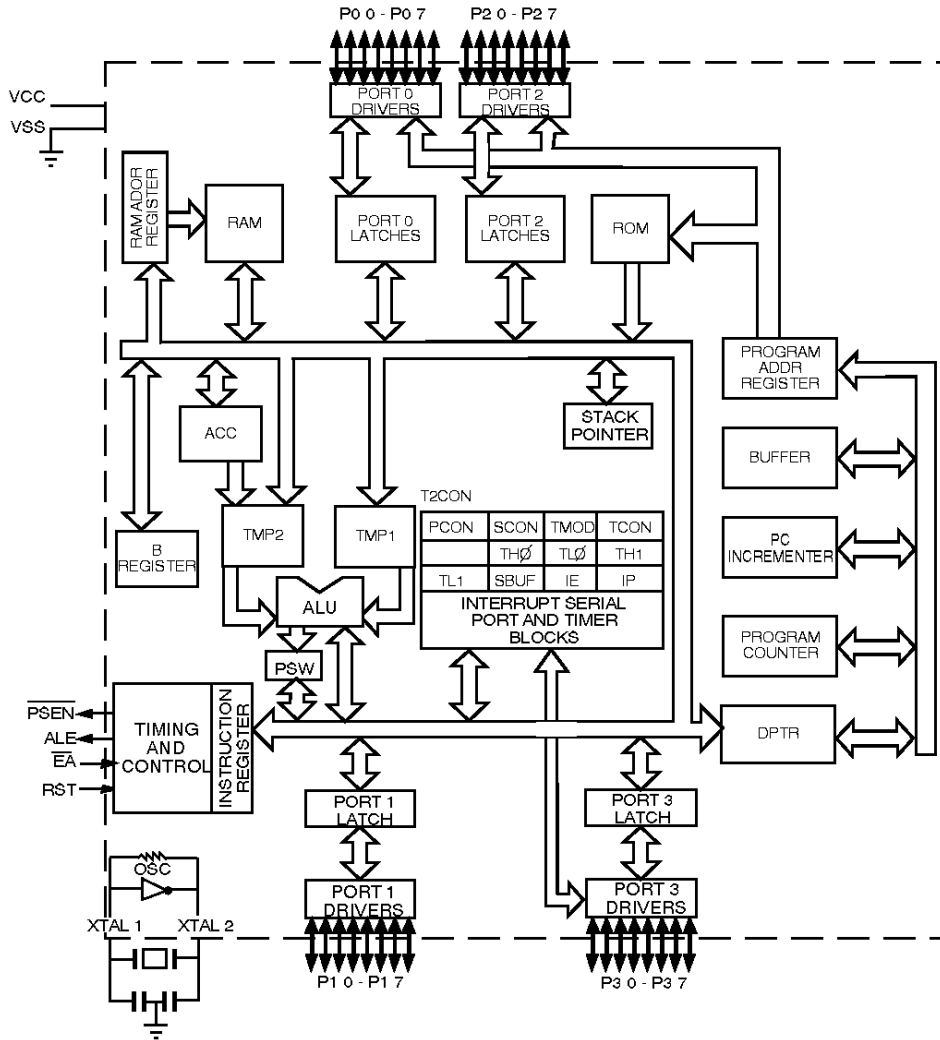 P0 0 - P0 7
P2 0 - P2 7
VCC
VSS
PORT 0
DRIVERS
PORT 2
DRIVERS
RAM ADDR
REGISTER
RAM
PORT 0
LATCHES
PORT 2
LATCHES
ROM
PROGRAM
ADDR
REGISTER
ACC
STACK
POINTER
BUFFER
B
REGISTER
TMP2
TMP1
ALU
PSW
T2CON
PCON SCON TMOD TCON
THØ TLØ TH1
TL1 SBUF IE IP
INTERRUPT SERIAL
PORT AND TIMER
BLOCKS
PC
INCREMENTER
PROGRAM
COUNTER
DPTR
PSEN
ALE
EA
RST
TIMING
AND
CONTROL
INSTRUCTION
REGISTER
PORT 1
LATCH
PORT 3
LATCH
OSC
XTAL 1
XTAL 2
PORT 1
DRIVERS
PORT 3
DRIVERS
P1 0 - P1 7
P3 0 - P3 7